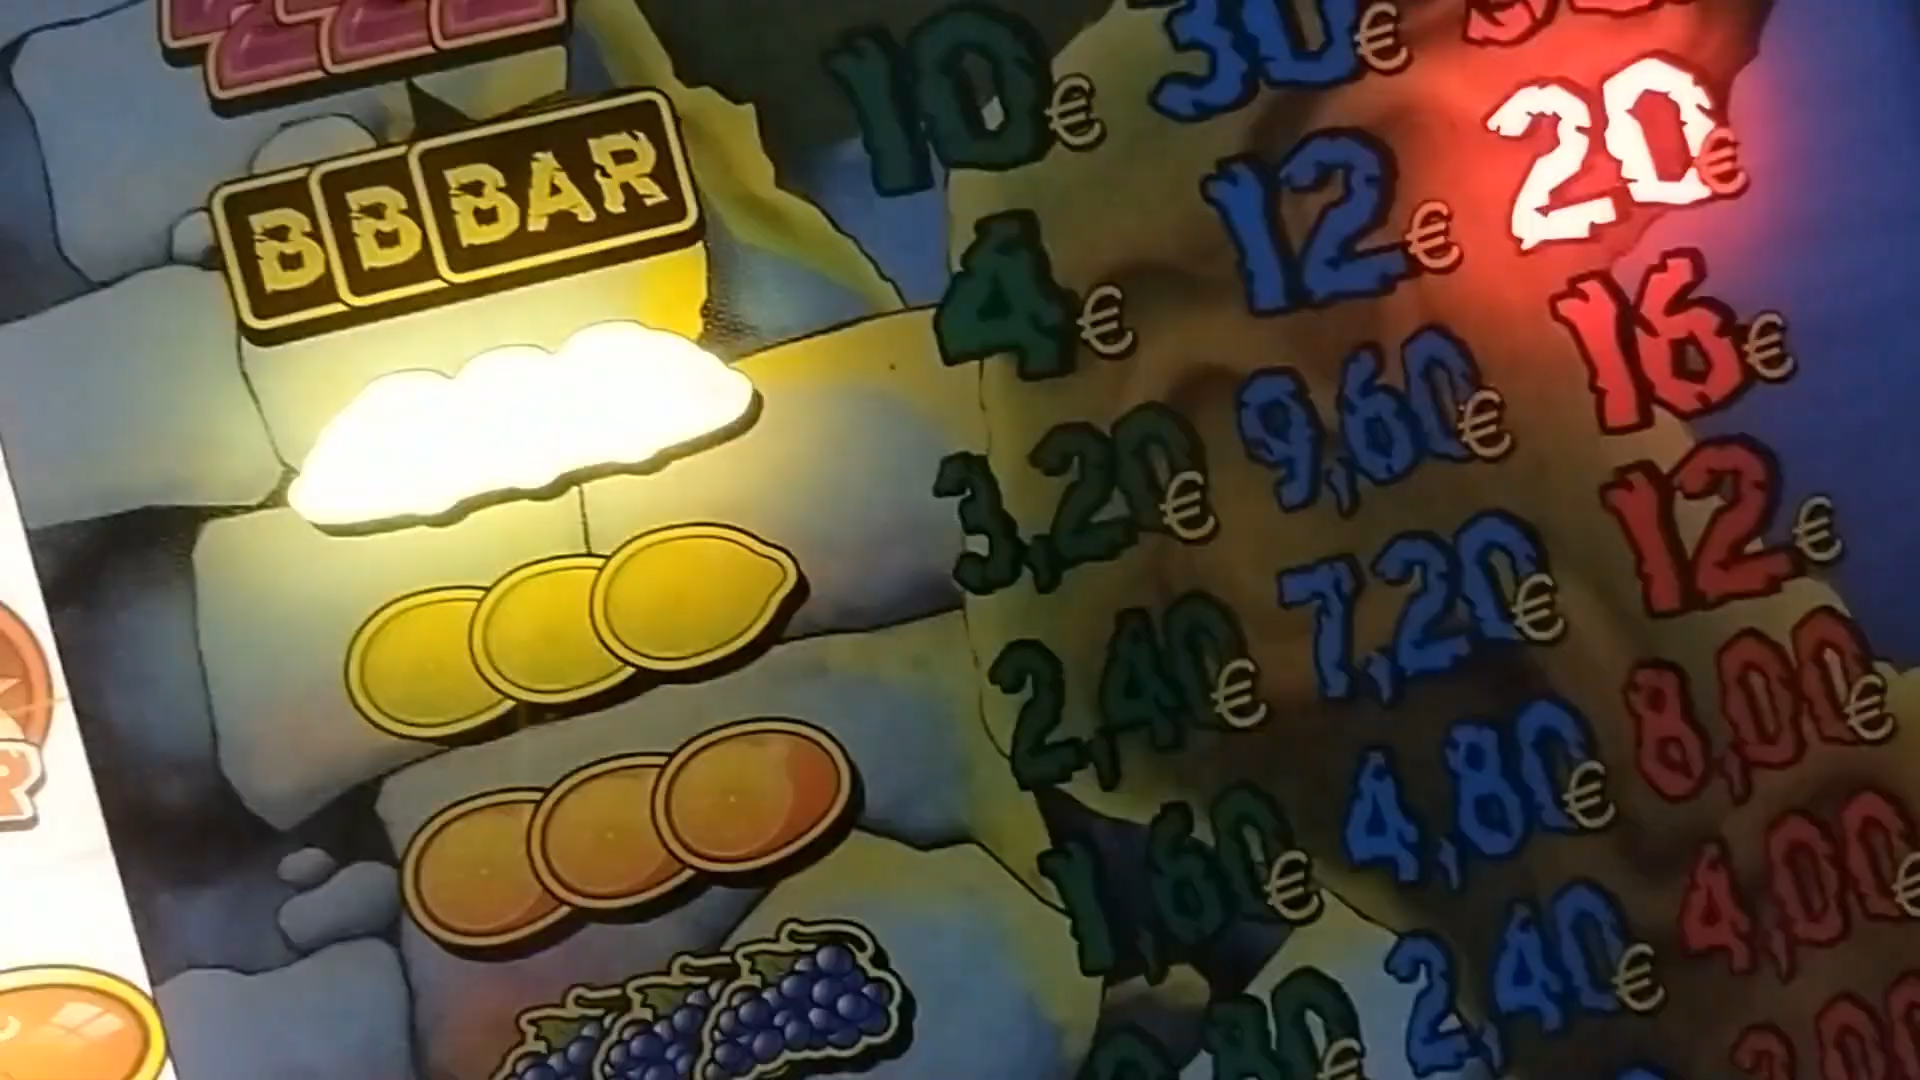 10€ 30€
B B BAR 4€ 12€ 20€
3,20€ 9,60€ 16€
2,40€ 7,20€ 12€
1,60€ 4,80€ 8,00€
2,40€ 4,00€